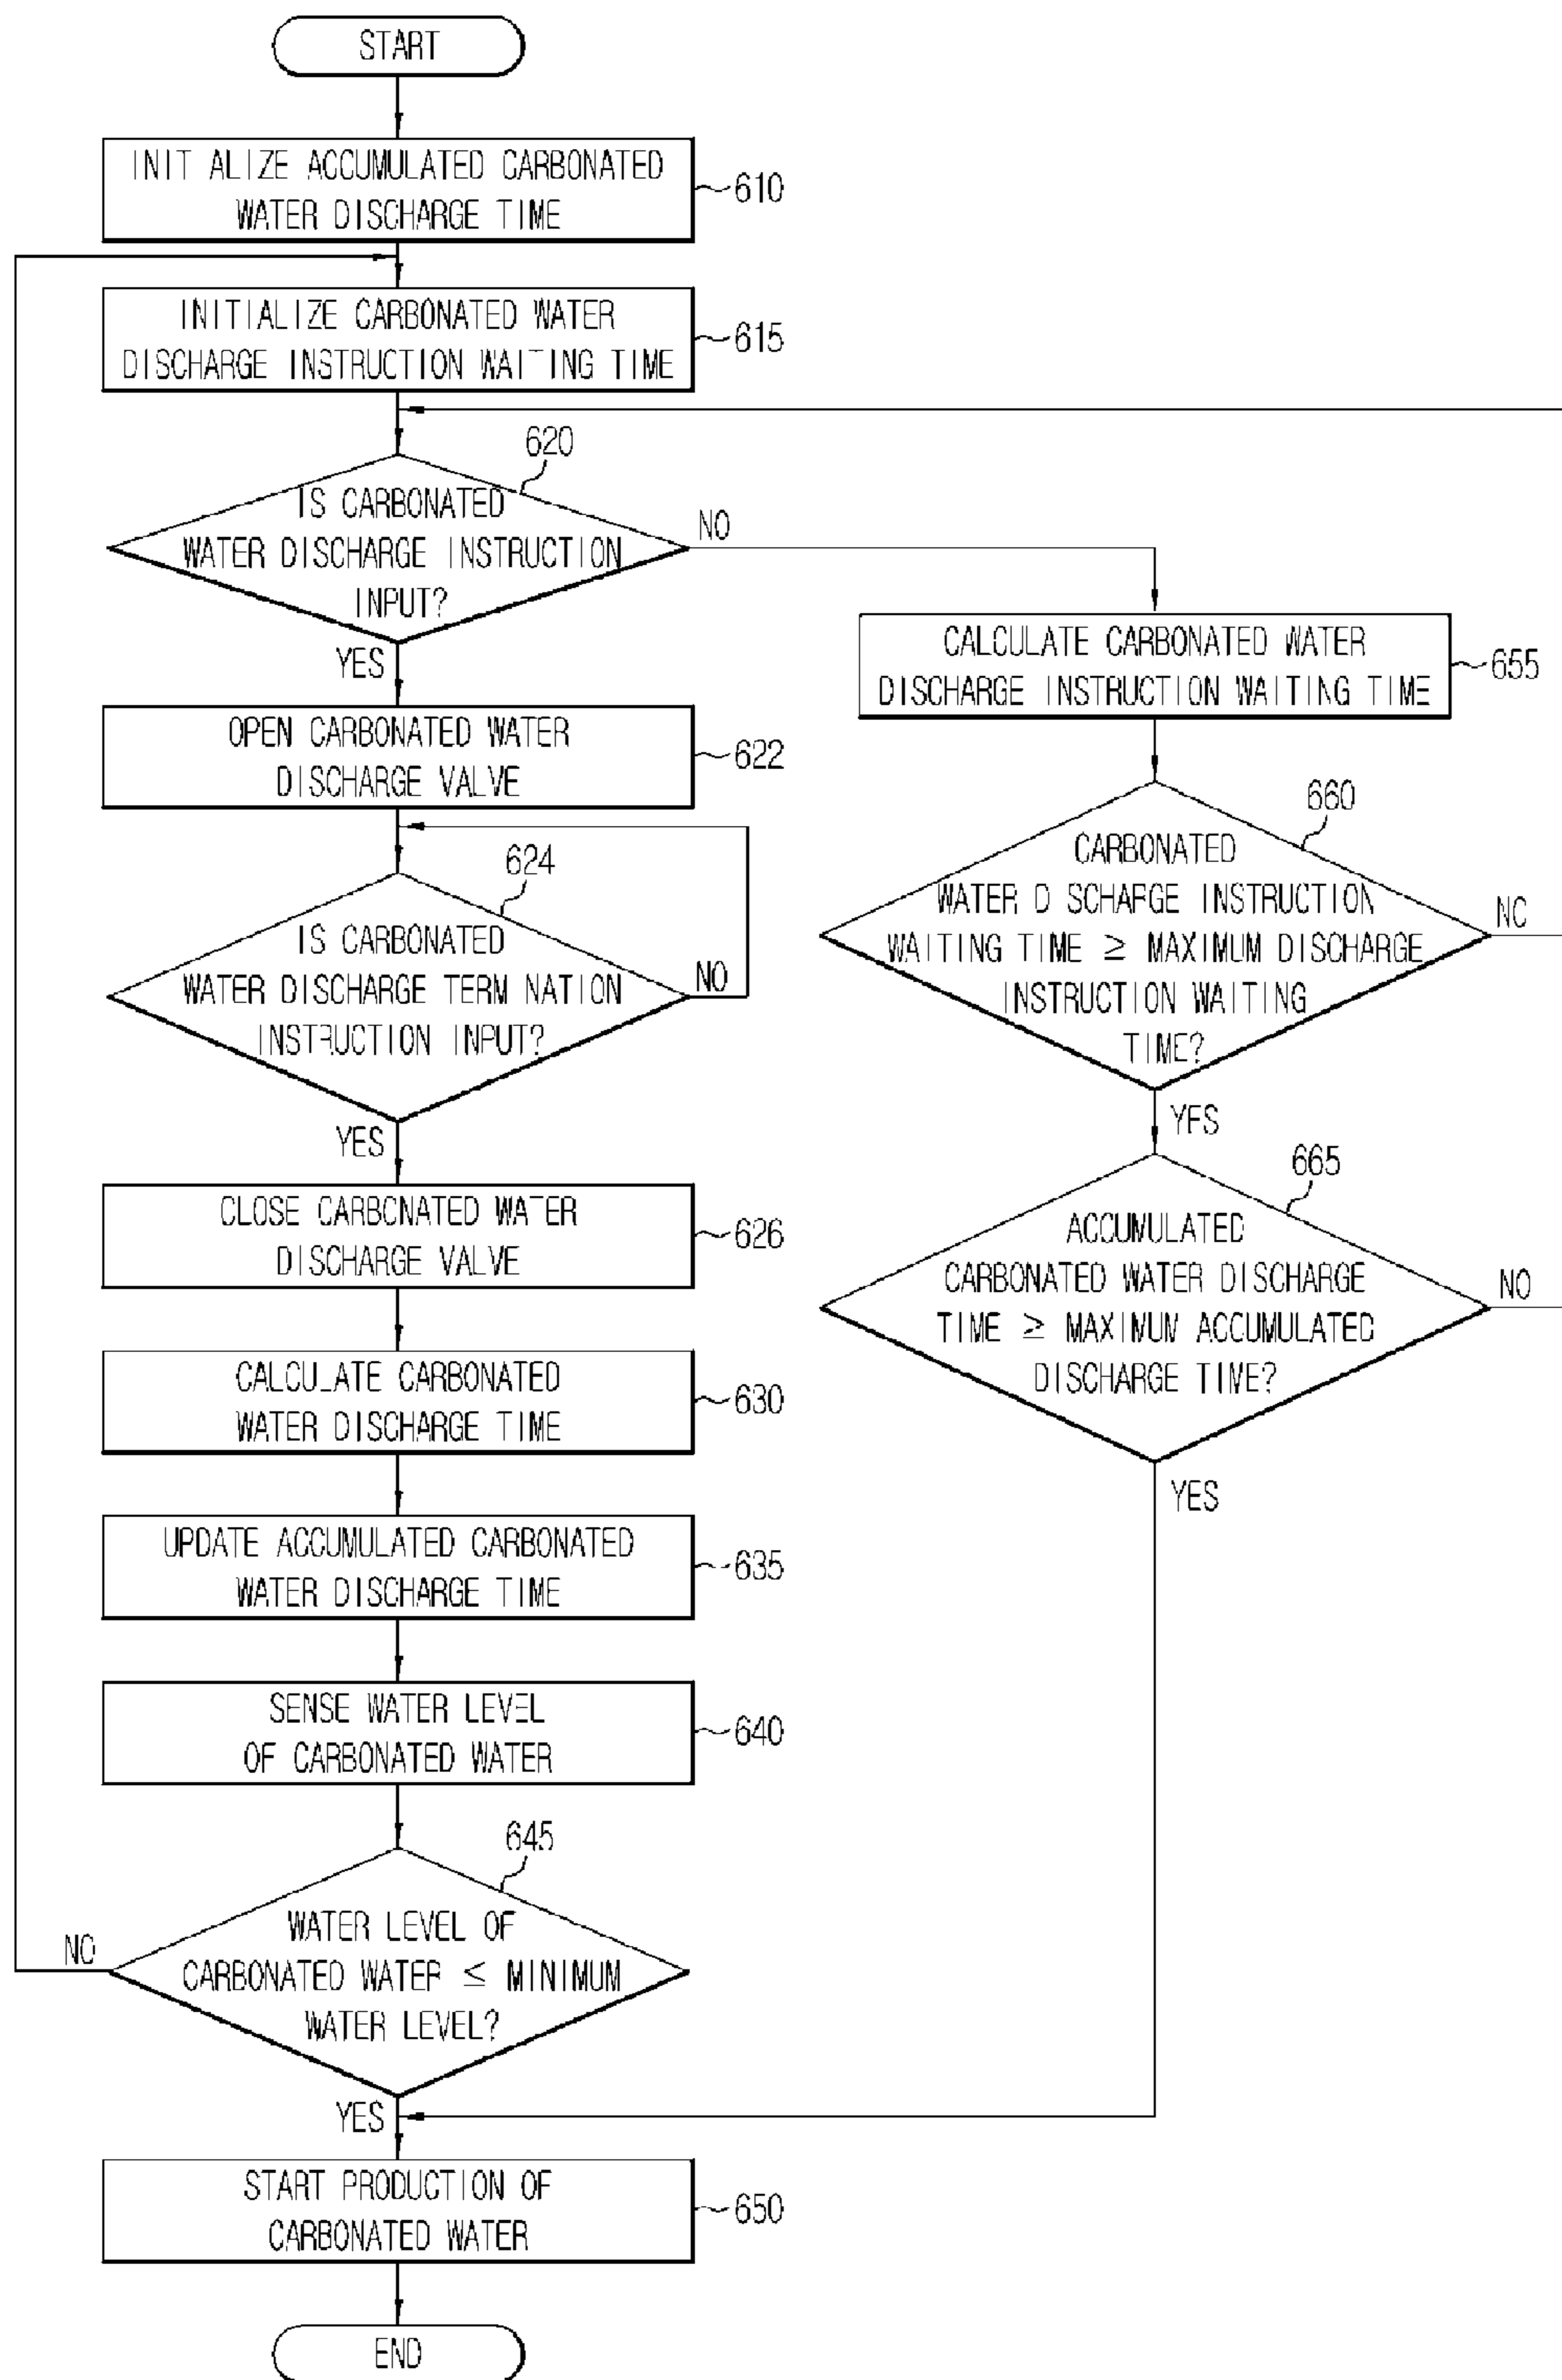 START
INIT ALIZE ACCUMULATED CARBONATED
WATER DISCHARGE TIME
610
INITIALIZE CARBONATED WATER
DISCHARGE INSTRUCTION WAITING TIME
615
620
IS CARBONATED
WATER DISCHARGE INSTRUCTION
INPUT?
NO
YES
OPEN CARBONATED WATER
DISCHARGE VALVE
622
624
IS CARBONATED
WATER DISCHARGE TERM NATION
INSTRUCTION INPUT?
NO
YES
CLOSE CARBONATED WATER
DISCHARGE VALVE
626
CALCULATE CARBONATED
WATER DISCHARGE TIME
630
UPDATE ACCUMULATED CARBONATED
WATER DISCHARGE TIME
635
SENSE WATER LEVEL
OF CARBONATED WATER
640
645
WATER LEVEL OF
CARBONATED WATER ≤ MINIMUM
WATER LEVEL?
NO
YES
START PRODUCTION OF
CARBONATED WATER
650
END
CALCULATE CARBONATED WATER
DISCHARGE INSTRUCTION WAITING TIME
655
660
CARBONATED
WATER D SCHARGE INSTRUCTION
WAITING TIME ≥ MAXIMUM DISCHARGE
INSTRUCTION WAITING
TIME?
NO
YES
665
ACCUMULATED
CARBONATED WATER DISCHARGE
TIME ≥ MAXIMUM ACCUMULATED
DISCHARGE TIME?
NO
YES